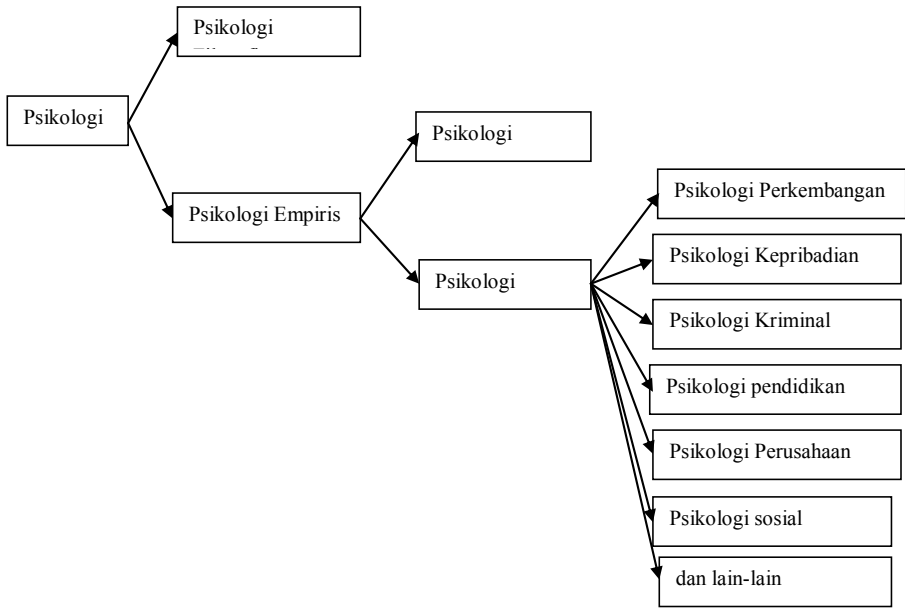 Psikologi
Psikologi
Psikologi Empiris
Psikologi
Psikologi
Psikologi Perkembangan
Psikologi Kepribadian
Psikologi Kriminal
Psikologi pendidikan
Psikologi Perusahaan
Psikologi sosial
dan lain-lain